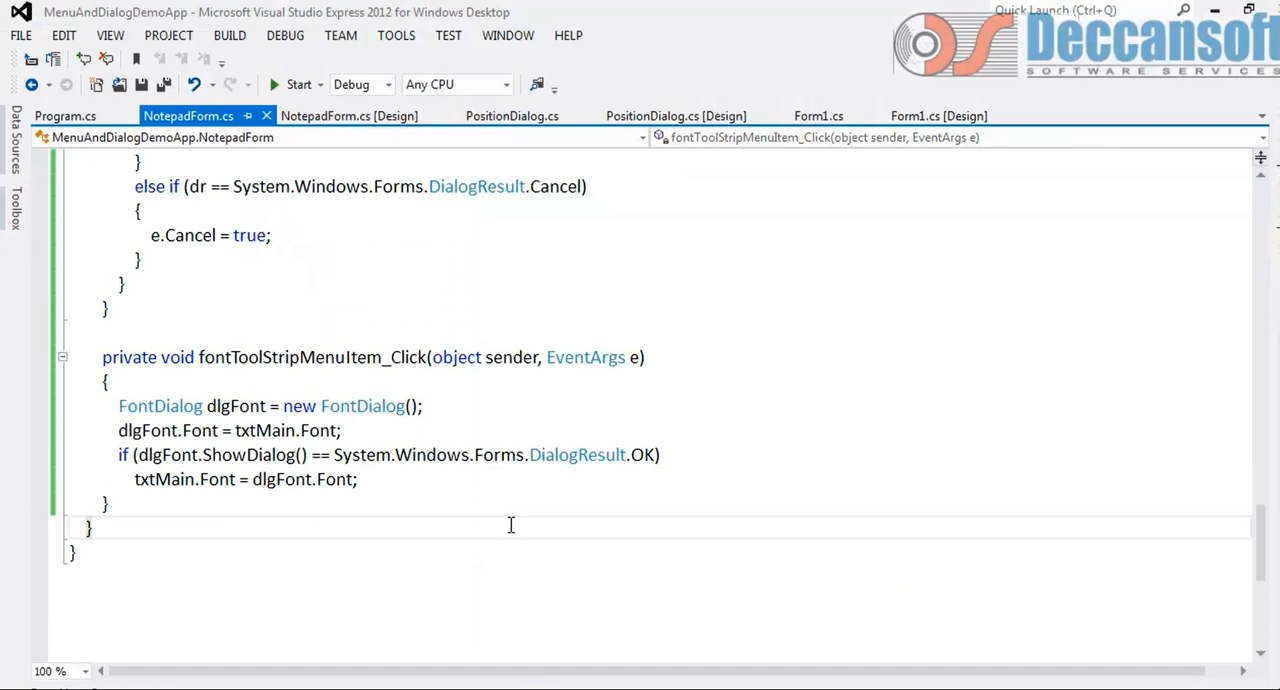 MenuAndDialogDemoApp - Microsoft Visual Studio Express 2012 for Windows Desktop
Quick Launch (Ctrl+Q)
Deccansoft
SOFTWARE SERVICES
FILE EDIT VIEW PROJECT BUILD DEBUG TEAM TOOLS TEST WINDOW HELP
Start Debug Any CPU
Data Sources
Toolbox
Program.cs NotepadForm.cs NotepadForm.cs [Design] PositionDialog.cs PositionDialog.cs [Design] Form1.cs Form1.cs [Design]
MenuAndDialogDemoApp.NotepadForm fontToolStripMenuItem_Click(object sender, EventArgs e)
}
else if (dr == System.Windows.Forms.DialogResult.Cancel)
{
e.Cancel = true;
}
}
}
private void fontToolStripMenuItem_Click(object sender, EventArgs e)
{
FontDialog dlgFont = new FontDialog();
dlgFont.Font = txtMain.Font;
if (dlgFont.ShowDialog() == System.Windows.Forms.DialogResult.OK)
txtMain.Font = dlgFont.Font;
}
}
}
100 %